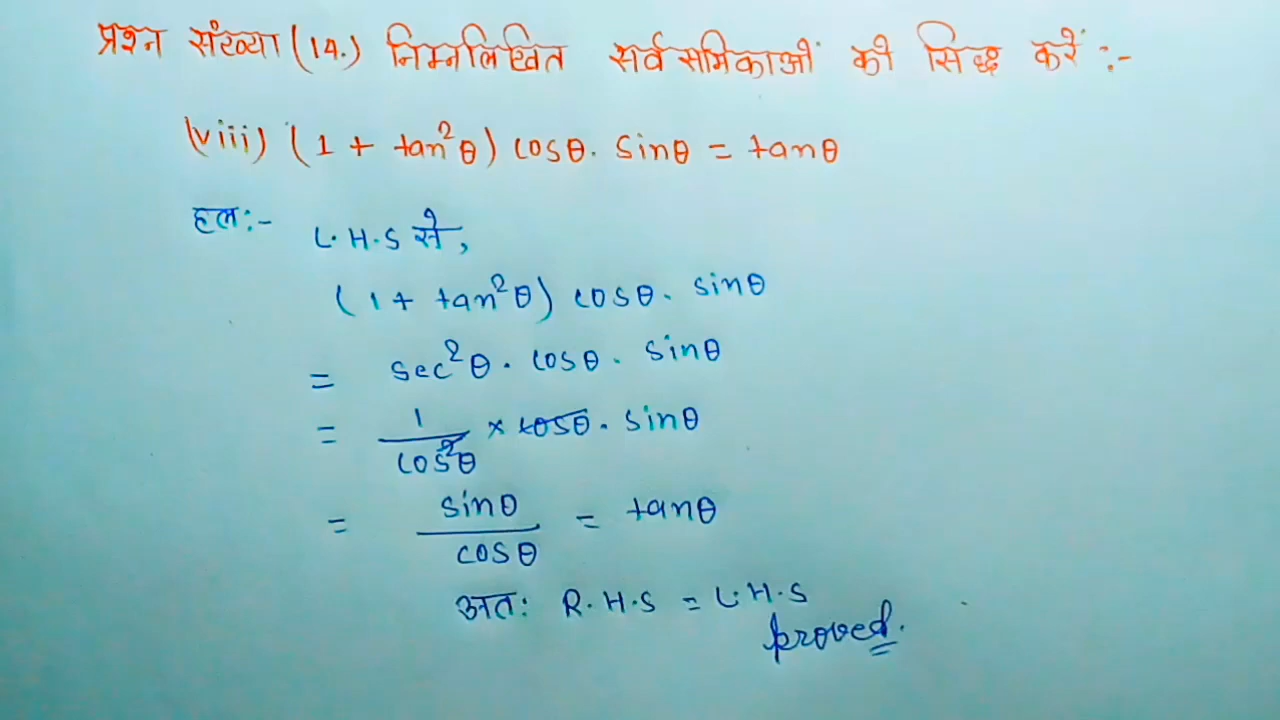 प्रश्न संख्या (14.) निम्नलिखित सर्वसमिकाओं को सिद्ध करें :-
(viii) (1 + tan²θ) cosθ. sinθ = tanθ
हल:- L.H.S से,
(1 + tan²θ) cosθ. sinθ
= sec²θ. cosθ. sinθ
= 1/cos²θ × cosθ. sinθ
= sinθ/cosθ = tanθ
अत: R.H.S = L.H.S
proved.